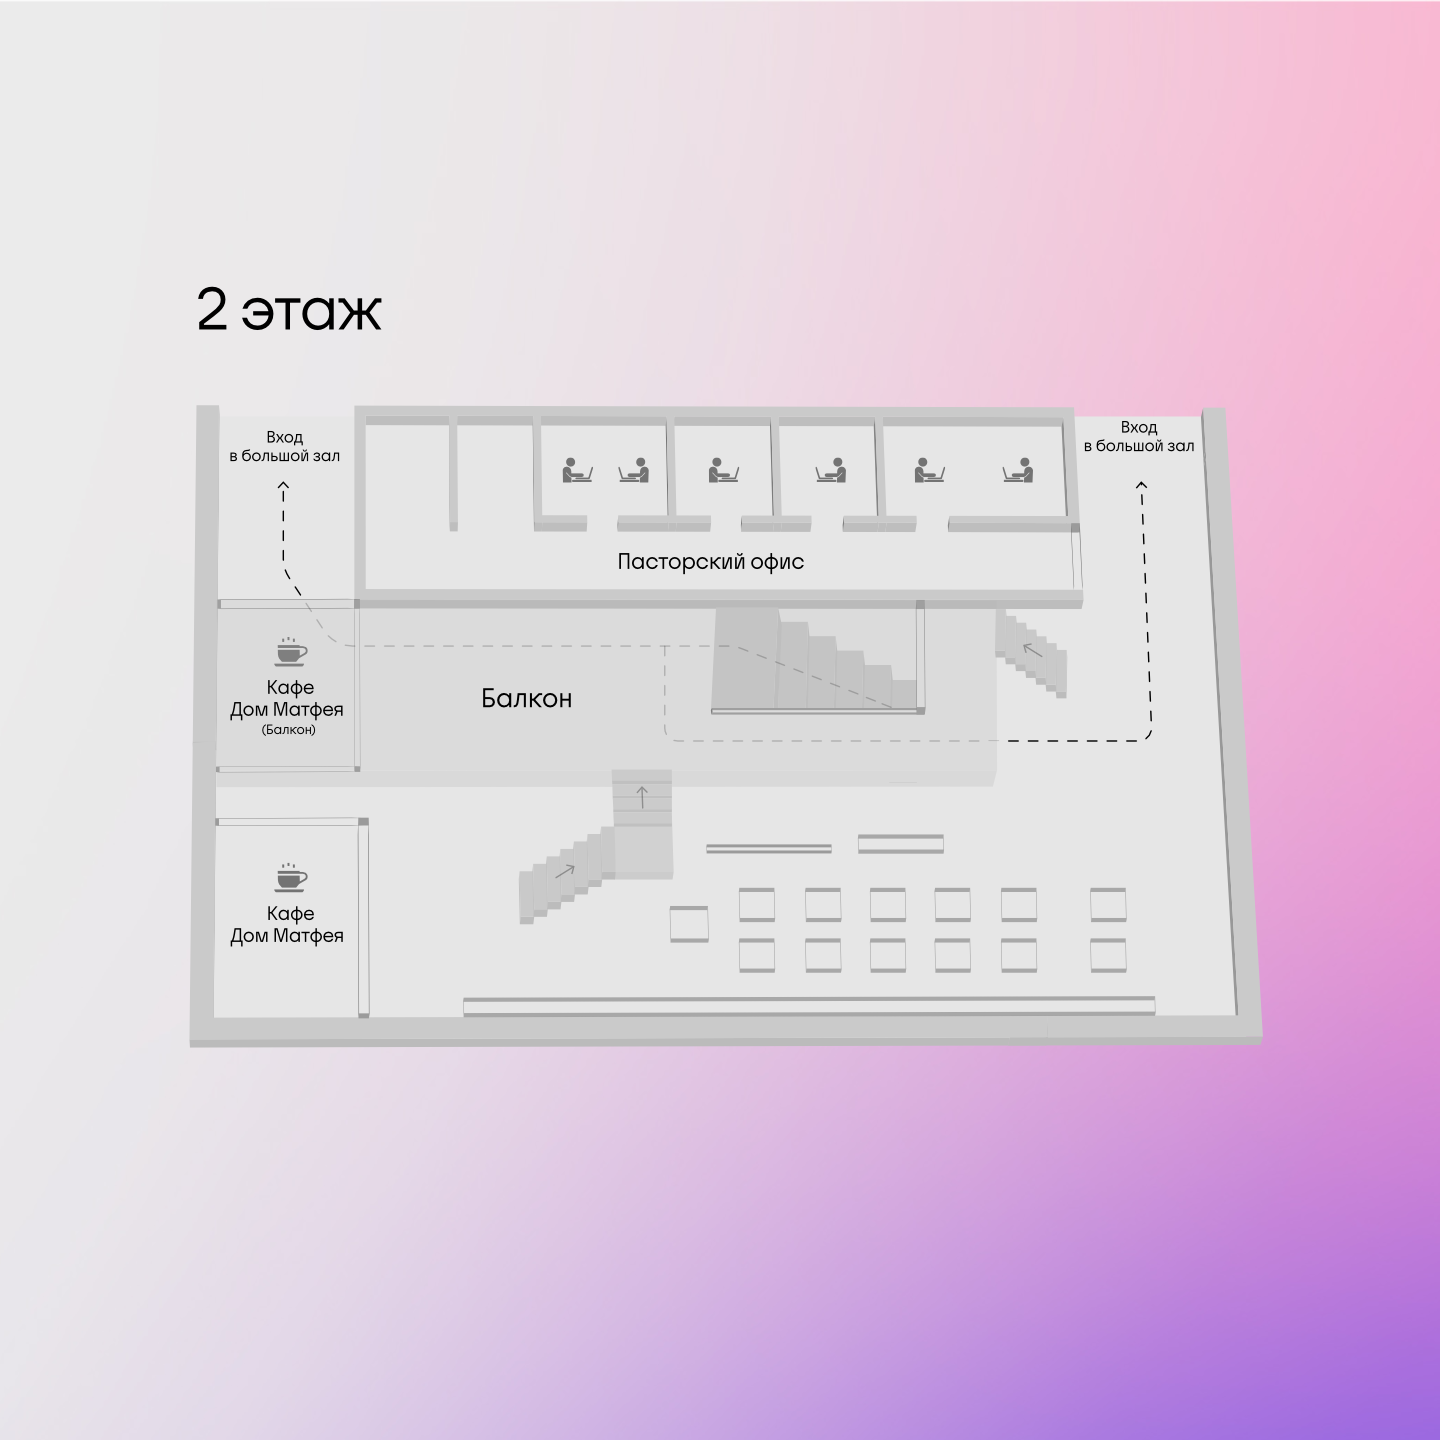 2 этаж
Вход
в большой зал
Вход
в большой зал
Пасторский офис
Кафе
Дом Матфея
(Балкон)
Балкон
Кафе
Дом Матфея